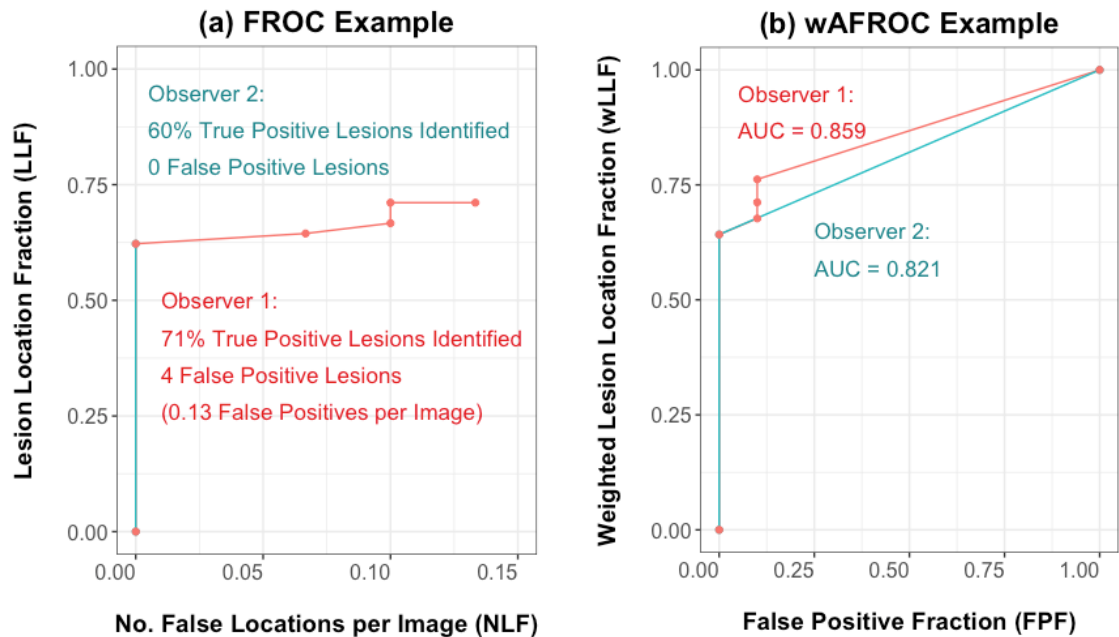 (a) FROC Example
Lesion Location Fraction (LLF)
1.00
0.75
0.50
0.25
0.00
Observer 2:
60% True Positive Lesions Identified
0 False Positive Lesions
Observer 1:
71% True Positive Lesions Identified
4 False Positive Lesions
(0.13 False Positives per Image)
0.00 0.05 0.10 0.15
No. False Locations per Image (NLF)
(b) wAFROC Example
Weighted Lesion Location Fraction (wLLF)
1.00
0.75
0.50
0.25
0.00
Observer 1:
AUC = 0.859
Observer 2:
AUC = 0.821
0.00 0.25 0.50 0.75 1.00
False Positive Fraction (FPF)